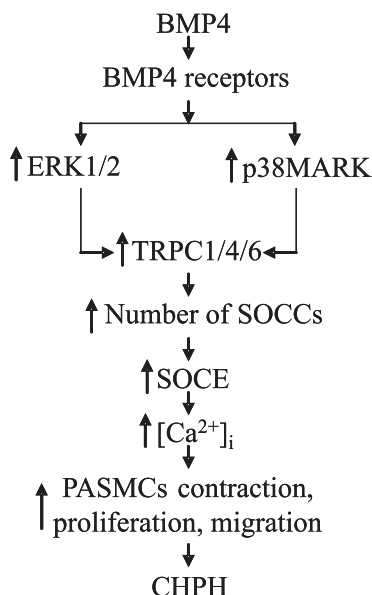 BMP4
BMP4 receptors
ERK1/2
p38MARK
TRPC1/4/6
Number of SOCCs
SOCE
[Ca²⁺]ᵢ
PASMCs contraction,
proliferation, migration
CHPH